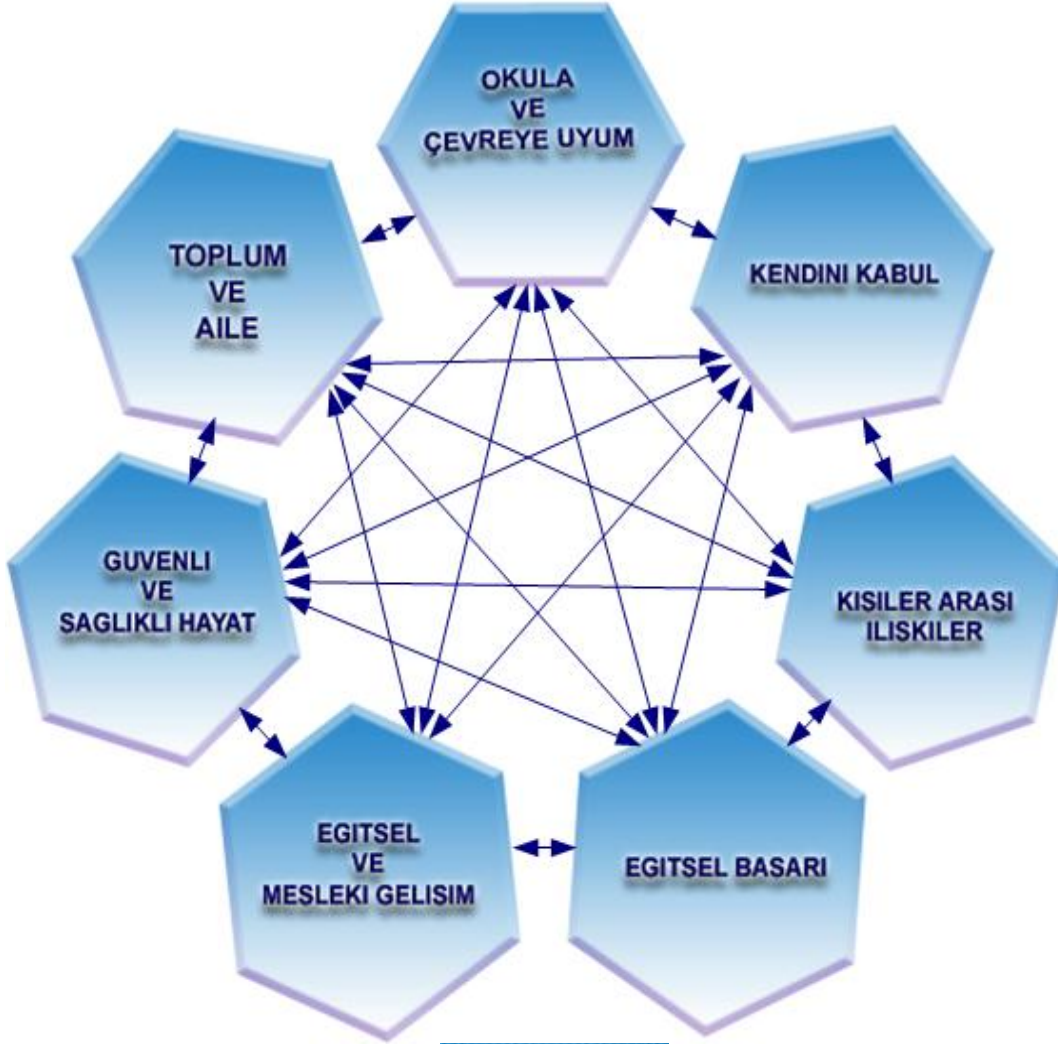 OKULA
VE
ÇEVREYE UYUM
TOPLUM
VE
AILE
KENDINI KABUL
GUVENLI
VE
SAGLIKLI HAYAT
KISILER ARASI
ILISKILER
EGITSEL
VE
MESLEKI GELISIM
EGITSEL BASARI